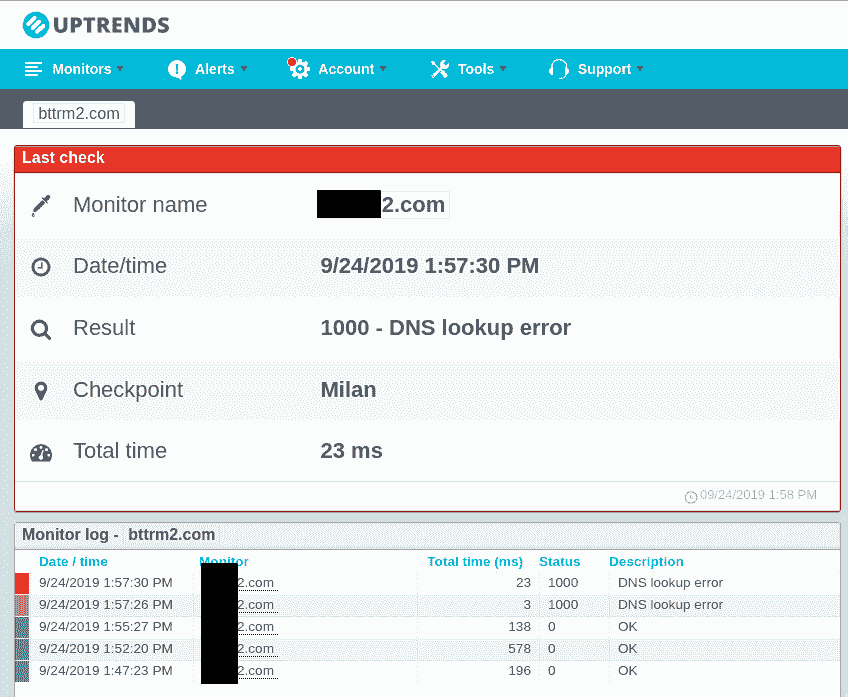 UPTRENDS
Monitors Alerts Account Tools Support
bttrm2.com
Last check
Monitor name 2.com
Date/time 9/24/2019 1:57:30 PM
Result 1000 - DNS lookup error
Checkpoint Milan
Total time 23 ms
09/24/2019 1:58 PM
Monitor log - bttrm2.com
Date / time Monitor Total time (ms) Status Description
9/24/2019 1:57:30 PM 2.com 23 1000 DNS lookup error
9/24/2019 1:57:26 PM 2.com 3 1000 DNS lookup error
9/24/2019 1:55:27 PM 2.com 138 0 OK
9/24/2019 1:52:20 PM 2.com 578 0 OK
9/24/2019 1:47:23 PM 2.com 196 0 OK